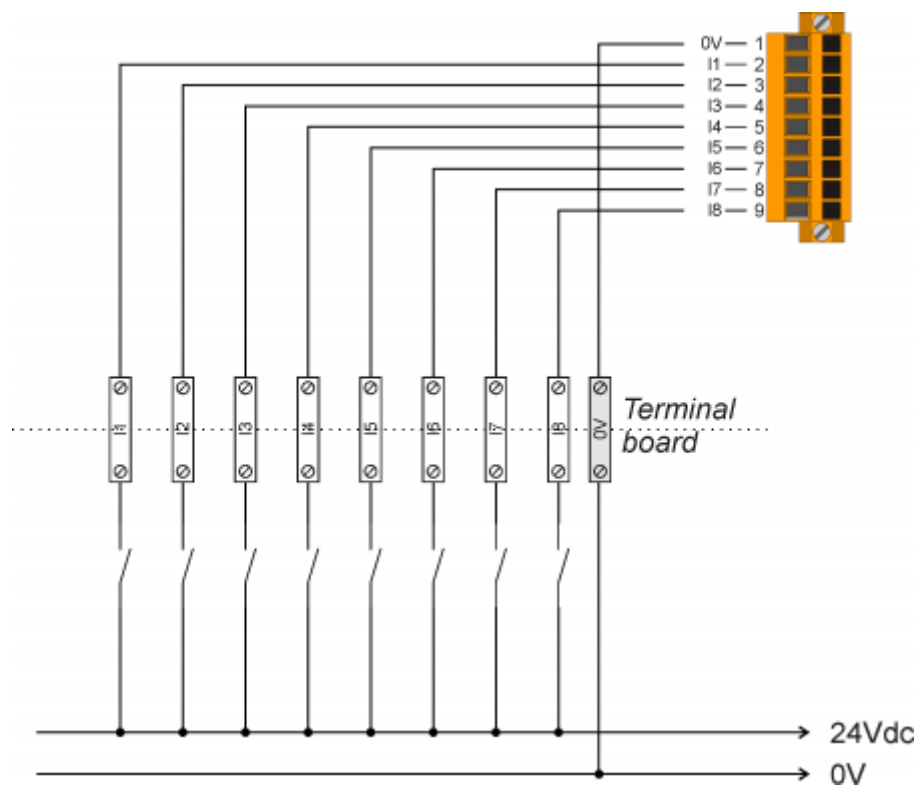 0V — 1
I1 — 2
I2 — 3
I3 — 4
I4 — 5
I5 — 6
I6 — 7
I7 — 8
I8 — 9
I1
I2
I3
I4
I5
I6
I7
I8
0V
Terminal
board
24Vdc
0V